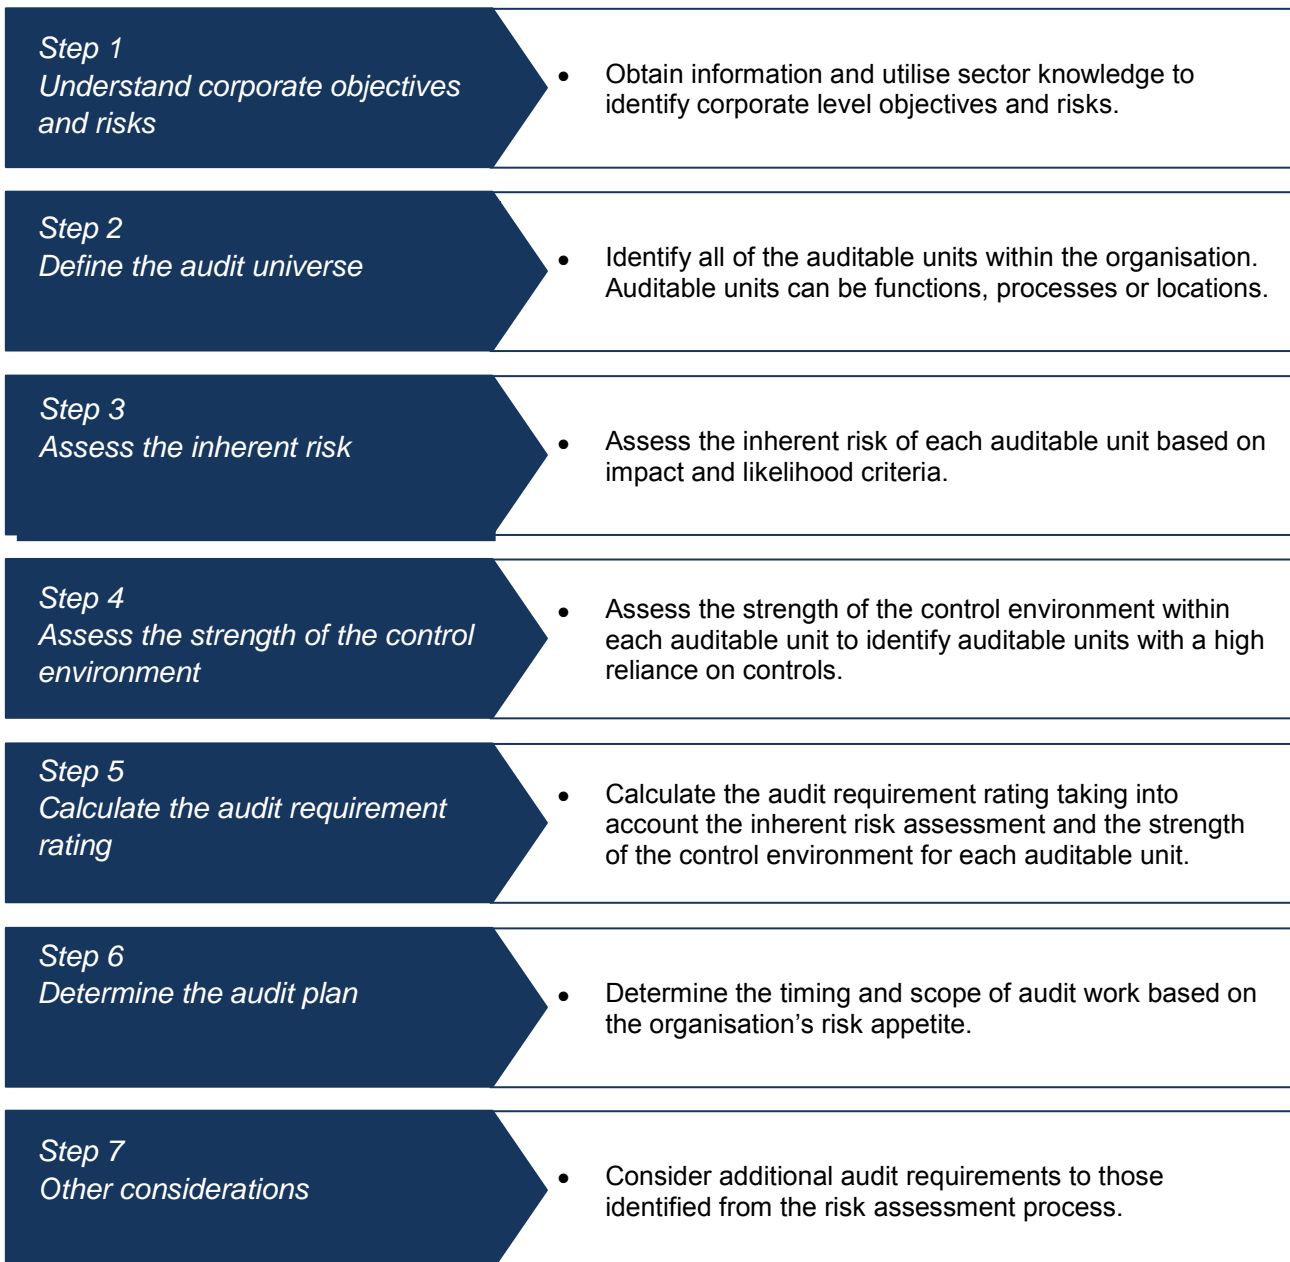 Step 1
Understand corporate objectives
and risks
• Obtain information and utilise sector knowledge to
identify corporate level objectives and risks.
Step 2
Define the audit universe
• Identify all of the auditable units within the organisation.
Auditable units can be functions, processes or locations.
Step 3
Assess the inherent risk
• Assess the inherent risk of each auditable unit based on
impact and likelihood criteria.
Step 4
Assess the strength of the control
environment
• Assess the strength of the control environment within
each auditable unit to identify auditable units with a high
reliance on controls.
Step 5
Calculate the audit requirement
rating
• Calculate the audit requirement rating taking into
account the inherent risk assessment and the strength
of the control environment for each auditable unit.
Step 6
Determine the audit plan
• Determine the timing and scope of audit work based on
the organisation’s risk appetite.
Step 7
Other considerations
• Consider additional audit requirements to those
identified from the risk assessment process.